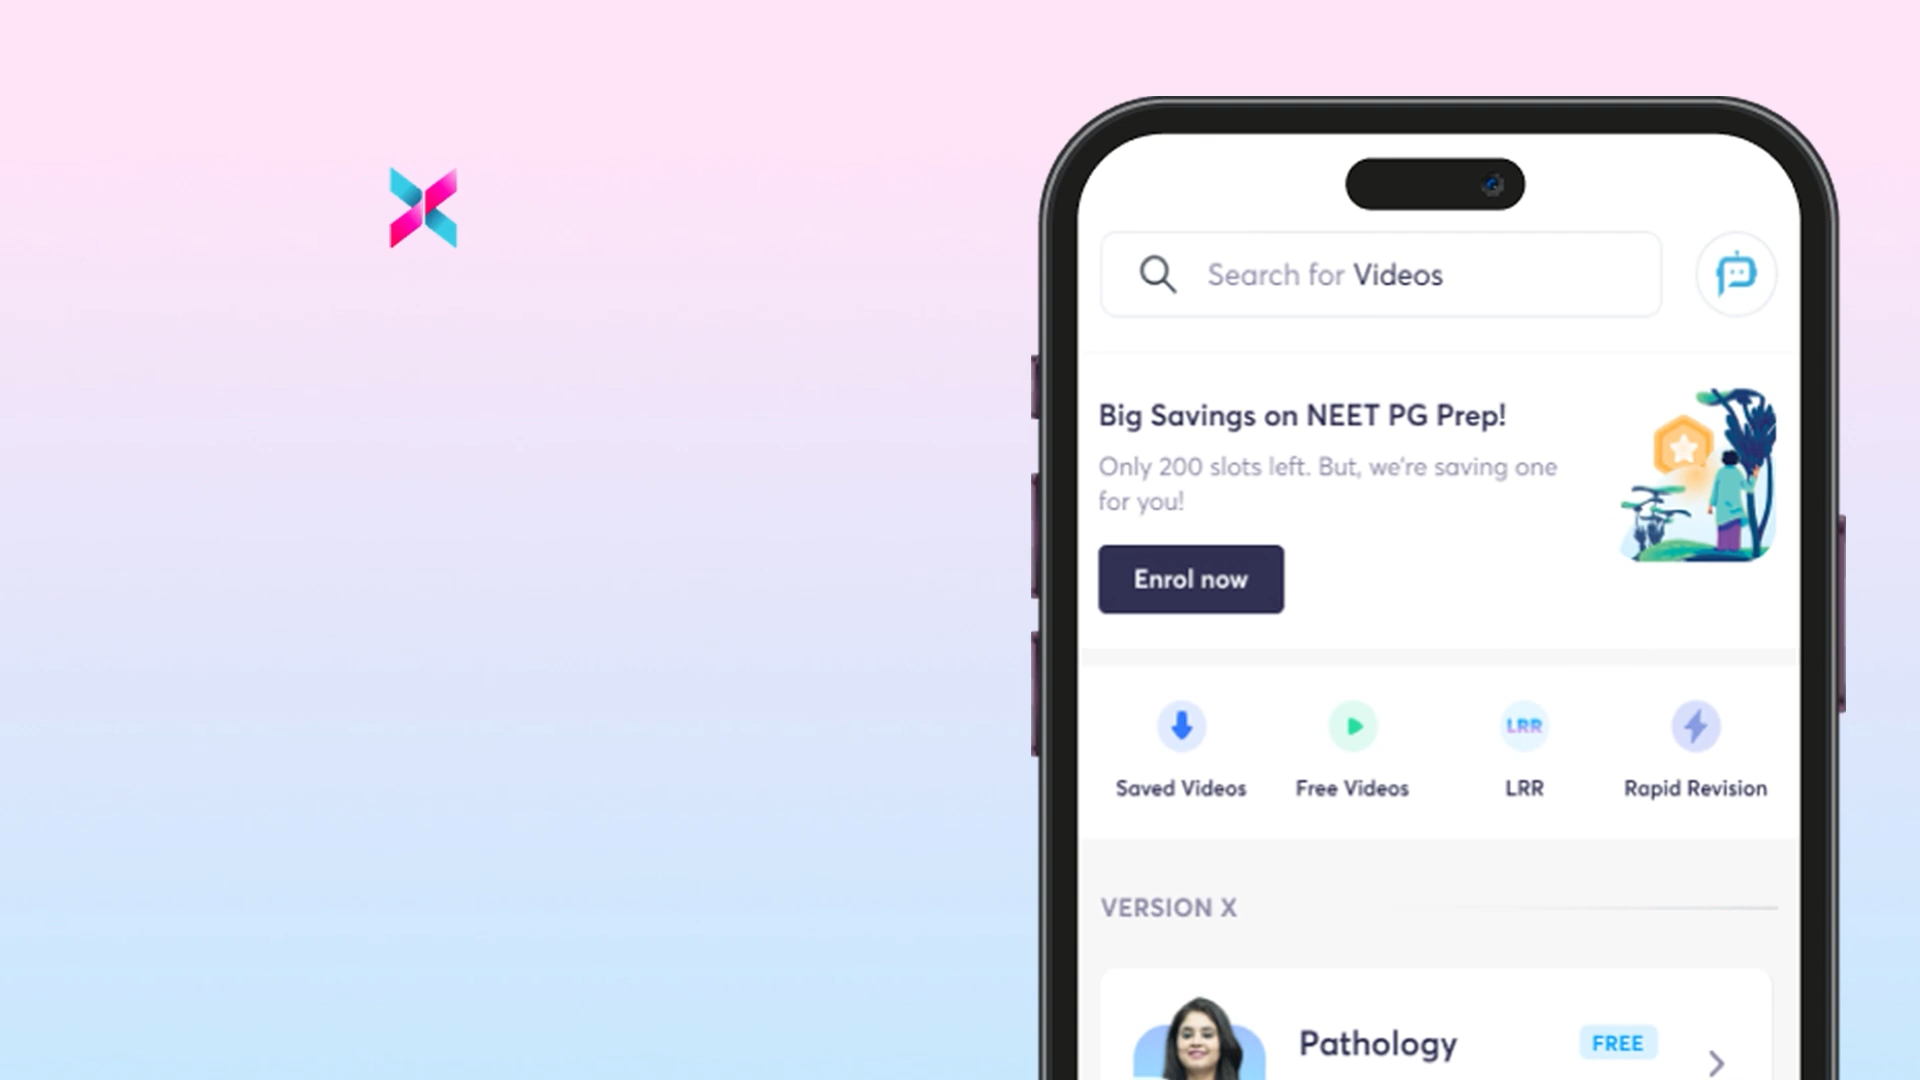 Search for Videos
Big Savings on NEET PG Prep!
Only 200 slots left. But, we're saving one
for you!
Enrol now
LRR
Saved Videos
Free Videos
LRR
Rapid Revision
VERSION X
Pathology
FREE